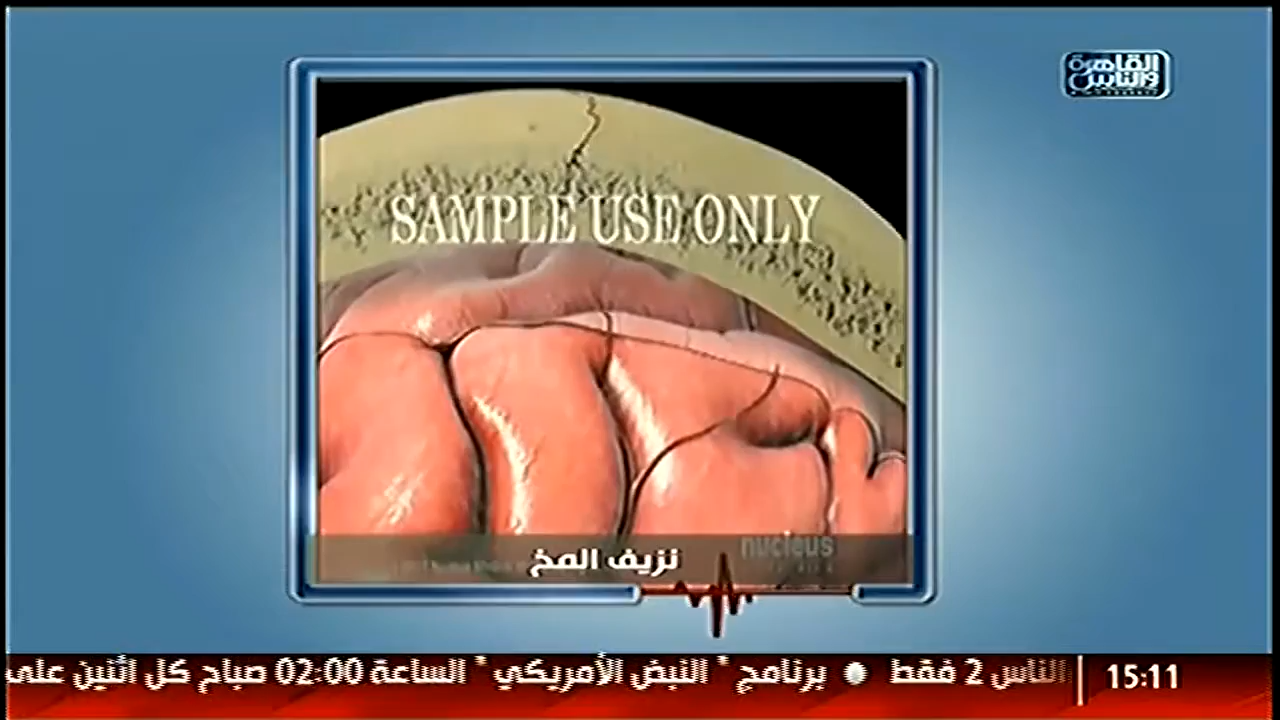 القاهرة
والناس
SAMPLE USE ONLY
nucleus
نزيف المخ
الناس 2 فقط ● برنامج " النبض الأمريكي" الساعة 02:00 صباح كل اثنين على
15:11